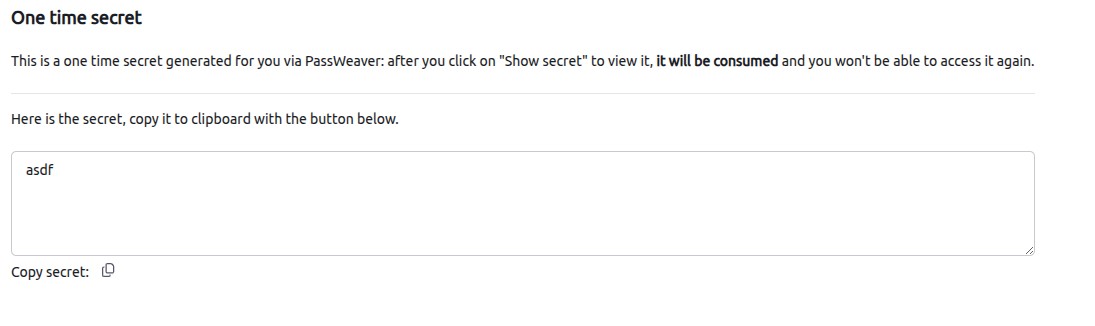 One time secret
This is a one time secret generated for you via PassWeaver: after you click on "Show secret" to view it, it will be consumed and you won't be able to access it again.
Here is the secret, copy it to clipboard with the button below.
asdf
Copy secret: